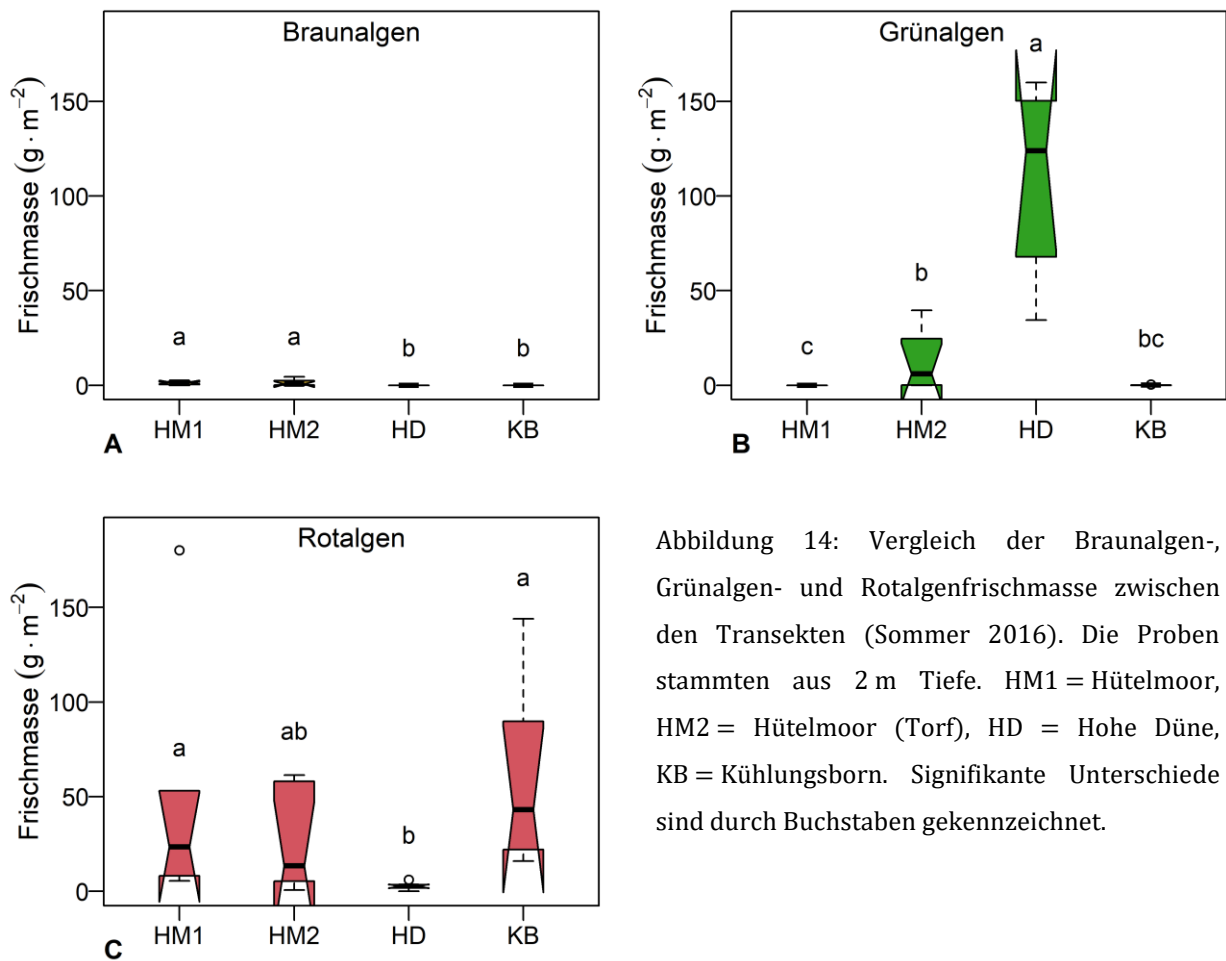 Braunalgen
Frischmasse (g · m⁻²)
150
100
50
0
a
a
b
b
HM1
HM2
HD
KB
A
Grünalgen
Frischmasse (g · m⁻²)
150
100
50
0
c
b
a
bc
HM1
HM2
HD
KB
B
Rotalgen
Frischmasse (g · m⁻²)
150
100
50
0
a
ab
b
a
HM1
HM2
HD
KB
C
Abbildung 14: Vergleich der Braunalgen-,
Grünalgen- und Rotalgenfrischmasse zwischen
den Transekten (Sommer 2016). Die Proben
stammten aus 2 m Tiefe. HM1 = Hütelmoor,
HM2 = Hütelmoor (Torf), HD = Hohe Düne,
KB = Kühlungsborn. Signifikante Unterschiede
sind durch Buchstaben gekennzeichnet.